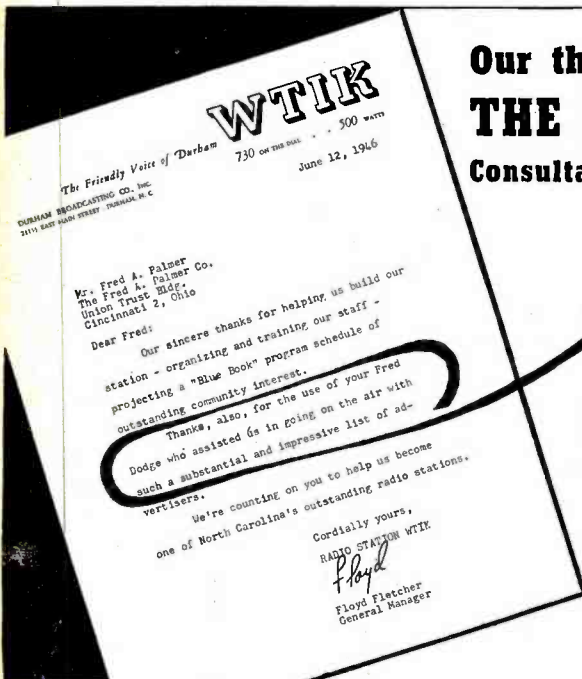 WTIK
The Friendly Voice of Durham
730 ON THE DIAL . . 500 WATTS
DURHAM BROADCASTING CO. INC.
EAST MAIN STREET DURHAM, N. C.
June 12, 1946
Mr. Fred A. Palmer
The Fred A. Palmer Co.
Union Trust Bldg.
Cincinnati 2, Ohio
Dear Fred:
Our sincere thanks for helping us build our
station - organizing and training our staff -
projecting a "Blue Book" program schedule of
outstanding community interest.
Thanks, also, for the use of your Fred
Dodge who assisted us in going on the air with
such a substantial and impressive list of ad-
vertisers.
We're counting on you to help us become
one of North Carolina's outstanding radio stations.
Cordially yours,
RADIO STATION WTIK
Floyd
Floyd Fletcher
General Manager
Our th
THE
Consulta